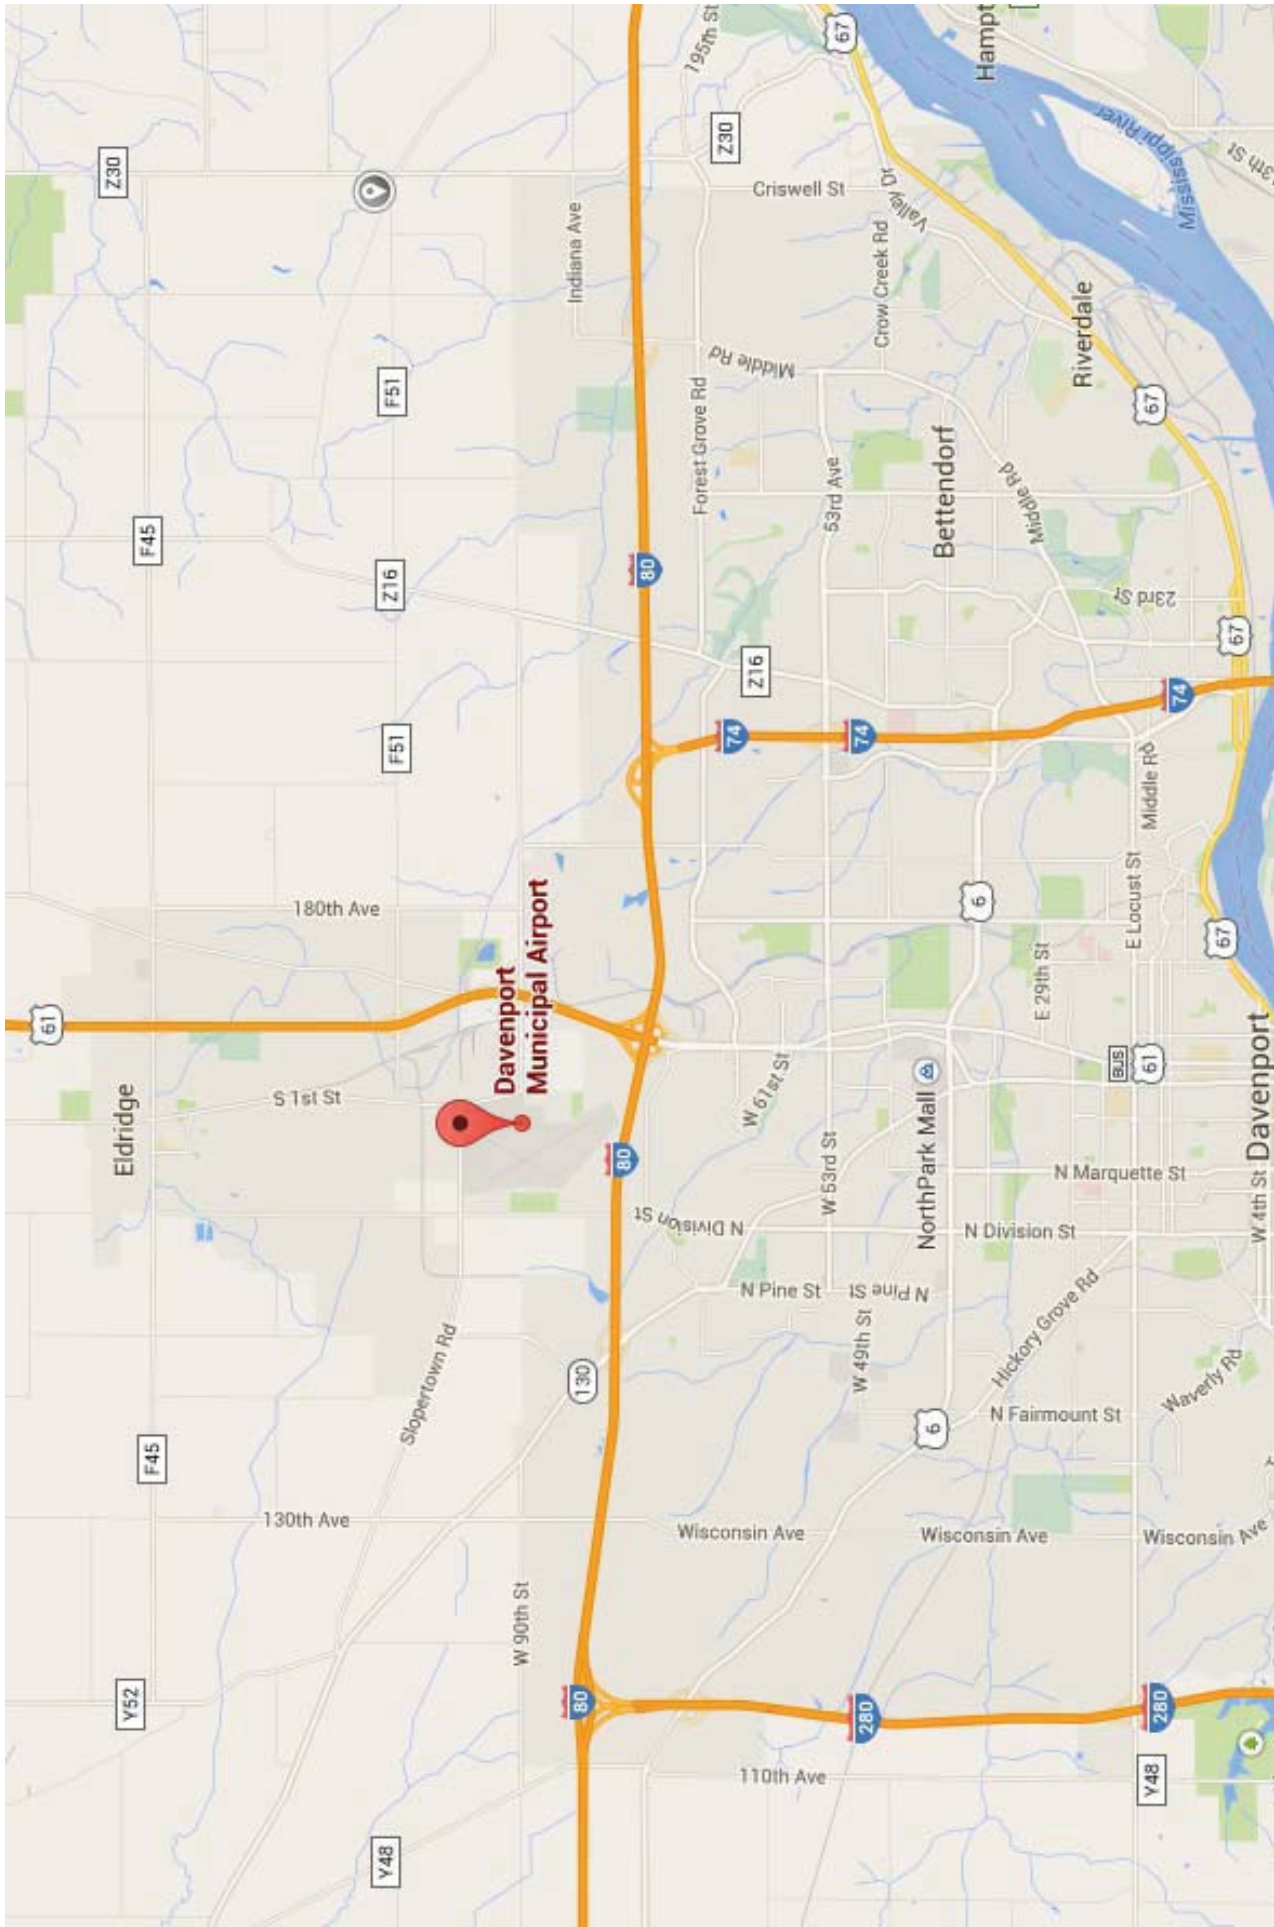 61
Eldridge
F45
Z30
Y52
F45
180th Ave
S 1st St
130th Ave
Slopertown Rd
F51
Z16
F51
Y48
Davenport
Municipal Airport
W 90th St
130
Indiana Ave
80
80
80
195th St
67
Z30
Criswell St
Hampt
Mississippi River
13th St
Valley Dr
Crow Creek Rd
Middle Rd
Forest Grove Rd
53rd Ave
Riverdale
67
Bettendorf
Middle Rd
23rd St
67
Z16
74
74
74
Middle Rd
6
E Locust St
E 29th St
67
W 61st St
BUS
61
Davenport
NorthPark Mall
W 53rd St
N Marquette St
W 4th St
N Division St
N Division St
N Pine St
N Pine St
W 49th St
Hickory Grove Rd
Waverly Rd
N Fairmount St
6
Wisconsin Ave
Wisconsin Ave
Wisconsin Ave
280
280
110th Ave
Y48